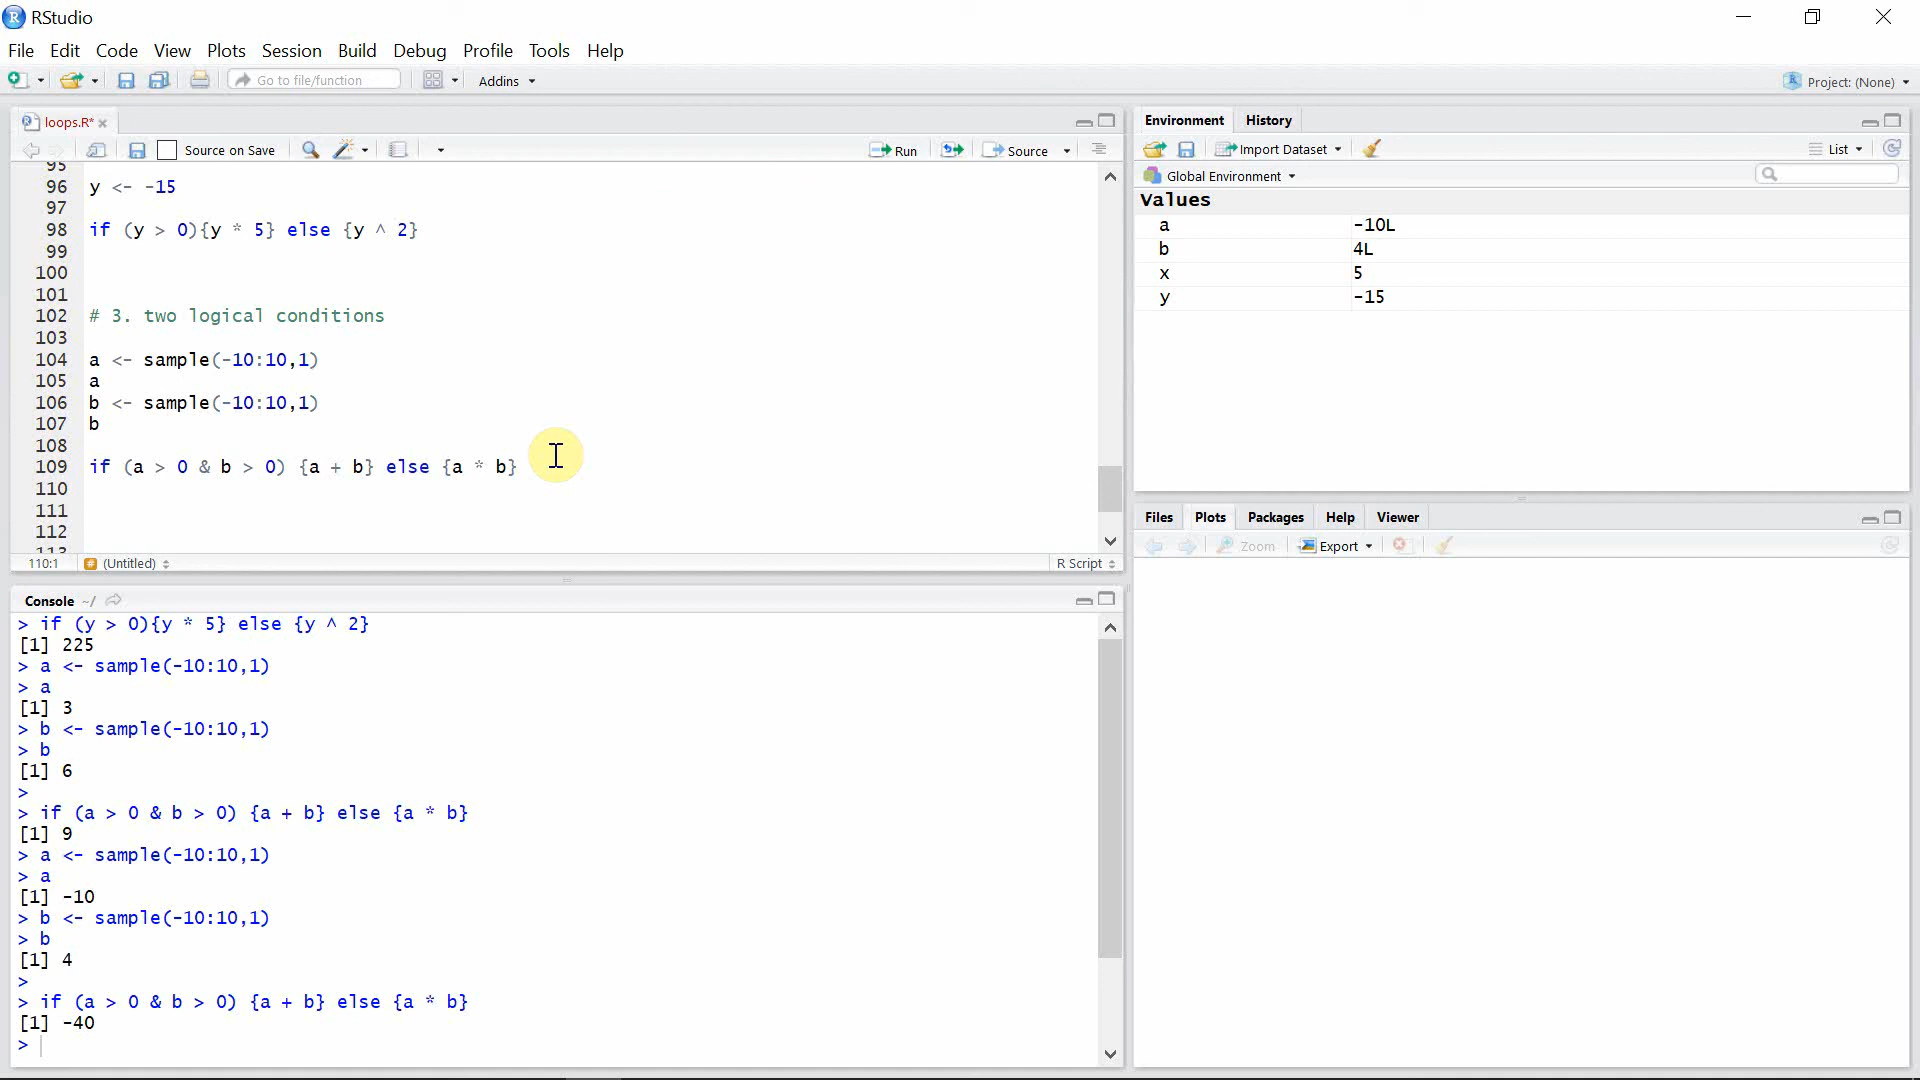 RStudio
File Edit Code View Plots Session Build Debug Profile Tools Help
Go to file/function Addins Project: (None)
loops.R*
Source on Save Run Source
95
96 y <- -15
97
98 if (y > 0){y * 5} else {y ^ 2}
99
100
101
102 # 3. two logical conditions
103
104 a <- sample(-10:10,1)
105 a
106 b <- sample(-10:10,1)
107 b
108
109 if (a > 0 & b > 0) {a + b} else {a * b}
110
111
112
113
110:1 # (Untitled) R Script
Console ~/
> if (y > 0){y * 5} else {y ^ 2}
[1] 225
> a <- sample(-10:10,1)
> a
[1] 3
> b <- sample(-10:10,1)
> b
[1] 6
>
> if (a > 0 & b > 0) {a + b} else {a * b}
[1] 9
> a <- sample(-10:10,1)
> a
[1] -10
> b <- sample(-10:10,1)
> b
[1] 4
>
> if (a > 0 & b > 0) {a + b} else {a * b}
[1] -40
>
Environment History
Import Dataset List
Global Environment
Values
a -10L
b 4L
x 5
y -15
Files Plots Packages Help Viewer
Zoom Export